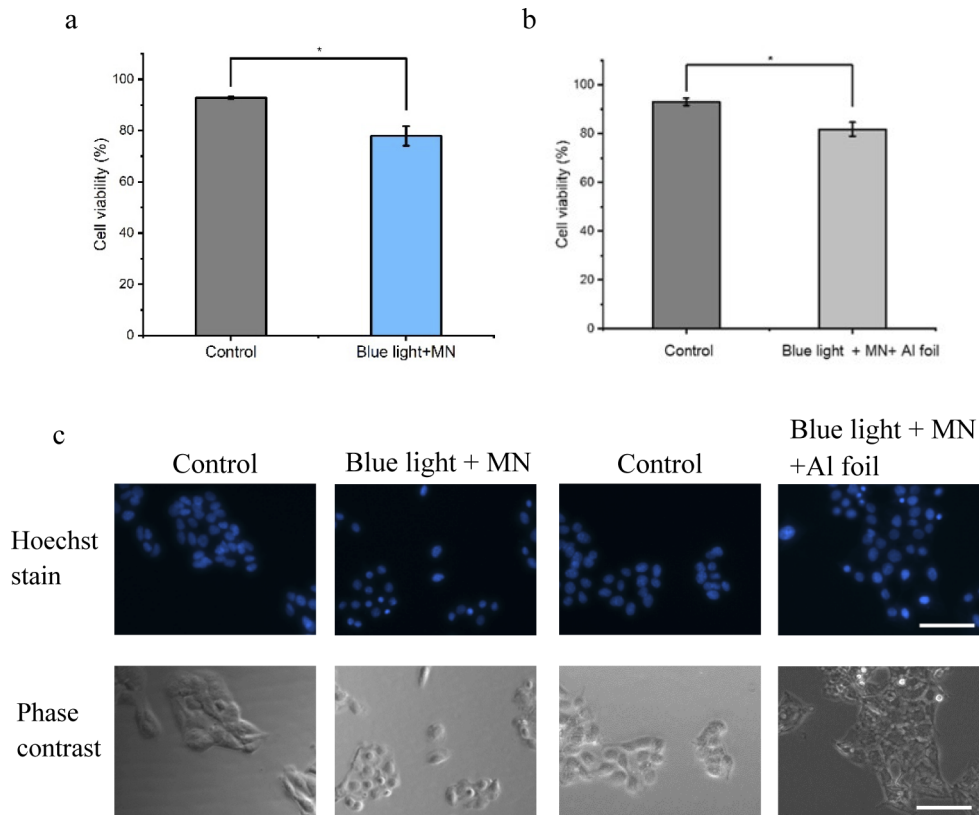 a
*
100
80
60
40
20
0
Cell viability (%)
Control
Blue light+MN
b
*
100
80
60
40
20
0
Cell viability (%)
Control
Blue light + MN+ Al foil
c
Control
Blue light + MN
Control
Blue light + MN
+Al foil
Hoechst
stain
Phase
contrast